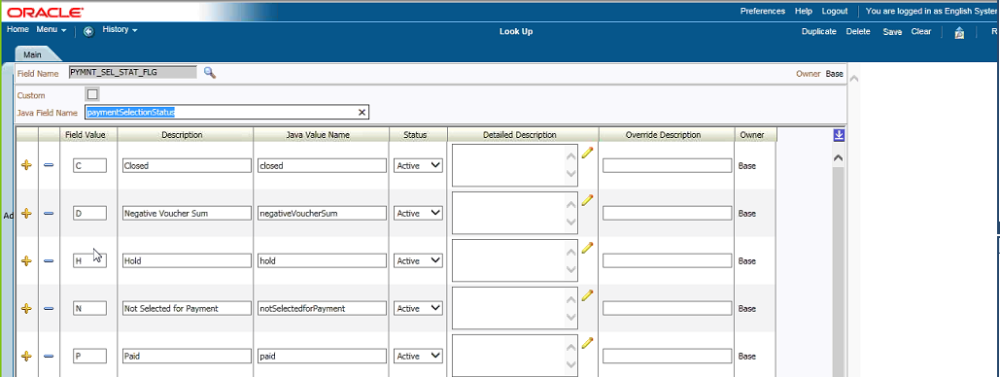 ORACLE
Preferences Help Logout You are logged in as English System
Home Menu History Look Up Duplicate Delete Save Clear R
Main
Field Name PYMNT_SEL_STAT_FLG Owner Base
Custom
Java Field Name paymentSelectionStatus
Field Value Description Java Value Name Status Detailed Description Override Description Owner
C Closed closed Active Base
Ad
D Negative Voucher Sum negativeVoucherSum Active Base
H Hold hold Active Base
N Not Selected for Payment notSelectedforPayment Active Base
P Paid paid Active Base